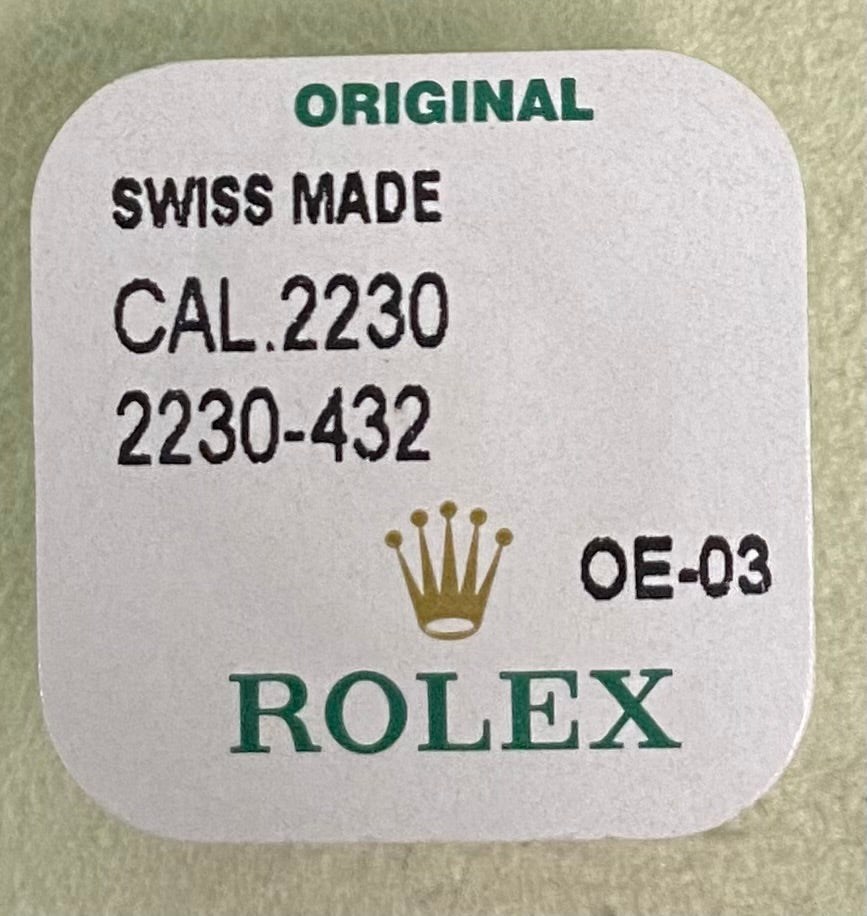 ORIGINAL
SWISS MADE
CAL.2230
2230-432
OE-03
ROLEX